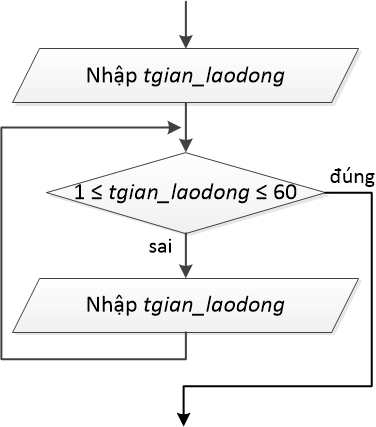 Nhập tgian_laodong
1 ≤ tgian_laodong ≤ 60
đúng
sai
Nhập tgian_laodong